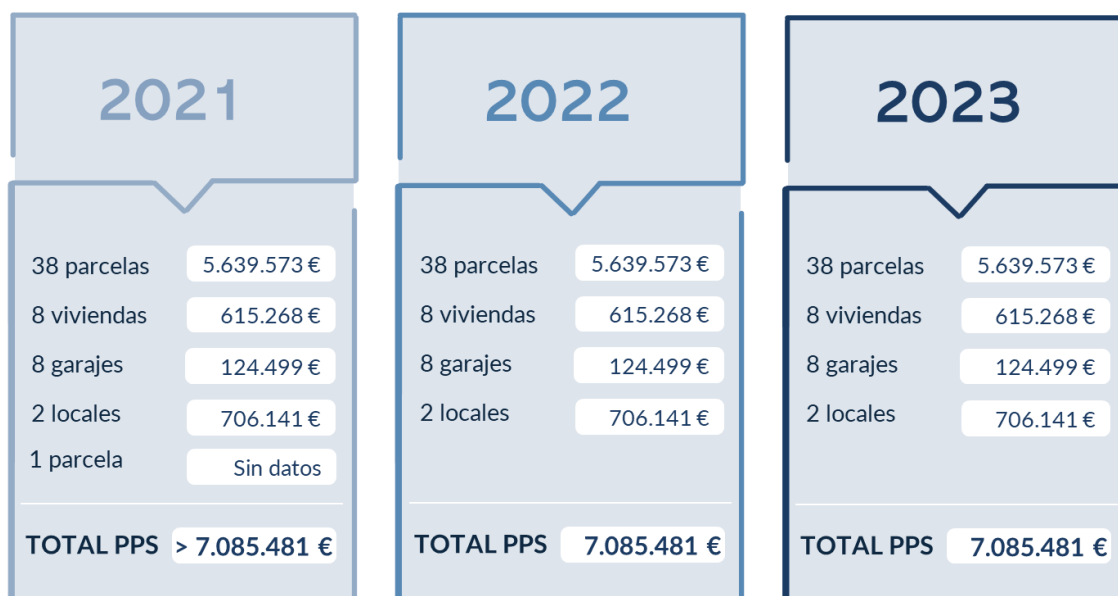 2021
38 parcelas 5.639.573 €
8 viviendas 615.268 €
8 garajes 124.499 €
2 locales 706.141 €
1 parcela Sin datos
TOTAL PPS > 7.085.481 €
2022
38 parcelas 5.639.573 €
8 viviendas 615.268 €
8 garajes 124.499 €
2 locales 706.141 €
TOTAL PPS 7.085.481 €
2023
38 parcelas 5.639.573 €
8 viviendas 615.268 €
8 garajes 124.499 €
2 locales 706.141 €
TOTAL PPS 7.085.481 €